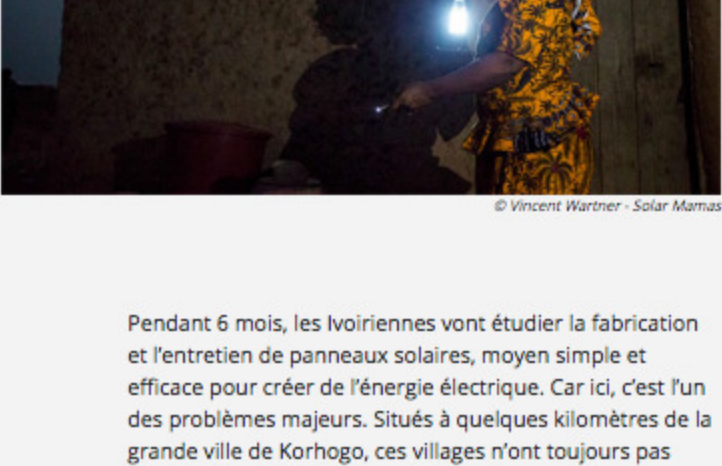 © Vincent Wartner - Solar Mamas
Pendant 6 mois, les Ivoiriennes vont étudier la fabrication
et l’entretien de panneaux solaires, moyen simple et
efficace pour créer de l’énergie électrique. Car ici, c’est l’un
des problèmes majeurs. Situés à quelques kilomètres de la
grande ville de Korhogo, ces villages n’ont toujours pas